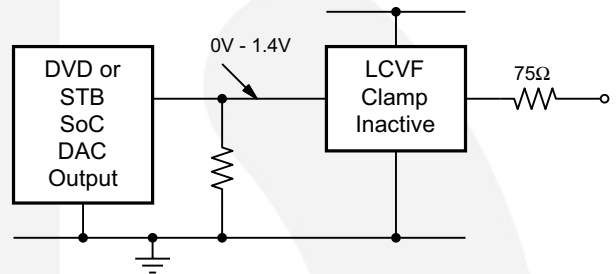 0V - 1.4V
DVD or
STB
SoC
DAC
Output
LCVF
Clamp
Inactive
75Ω